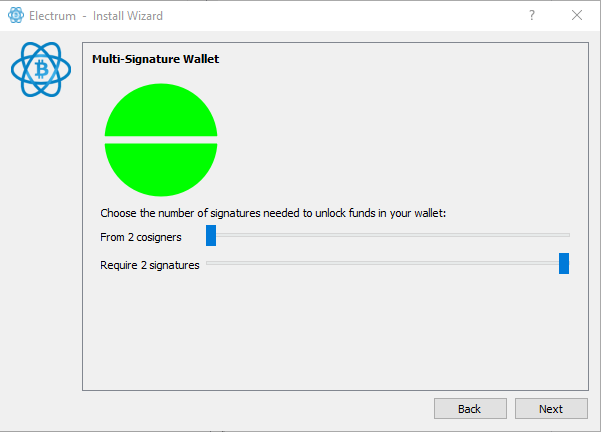 Electrum - Install Wizard
Multi-Signature Wallet
Choose the number of signatures needed to unlock funds in your wallet:
From 2 cosigners
Require 2 signatures
Back Next